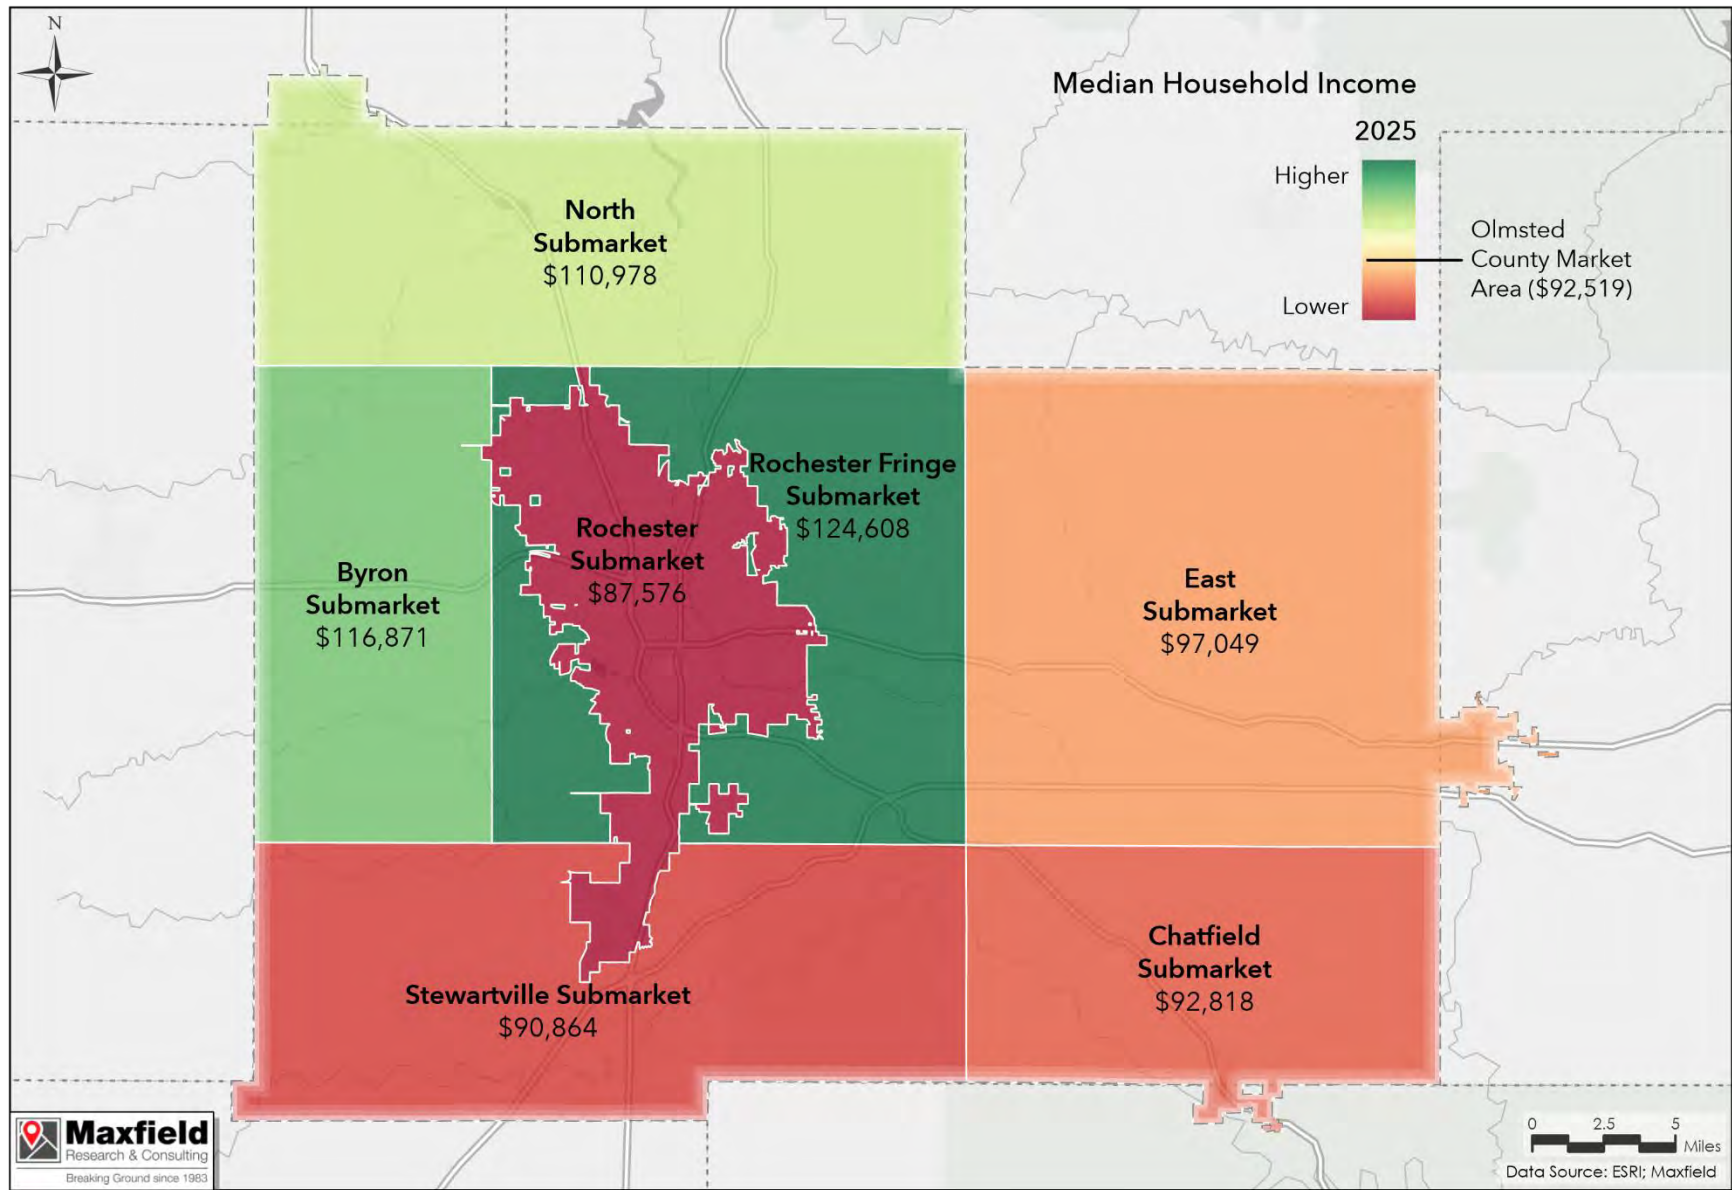 N
Median Household Income
2025
Higher
Lower
Olmsted
County Market
Area ($92,519)
North
Submarket
$110,978
Rochester Fringe
Submarket
$124,608
Rochester
Submarket
$87,576
Byron
Submarket
$116,871
East
Submarket
$97,049
Chatfield
Submarket
$92,818
Stewartville Submarket
$90,864
Maxfield
Research & Consulting
Breaking Ground since 1983
0 2.5 5
Miles
Data Source: ESRI; Maxfield